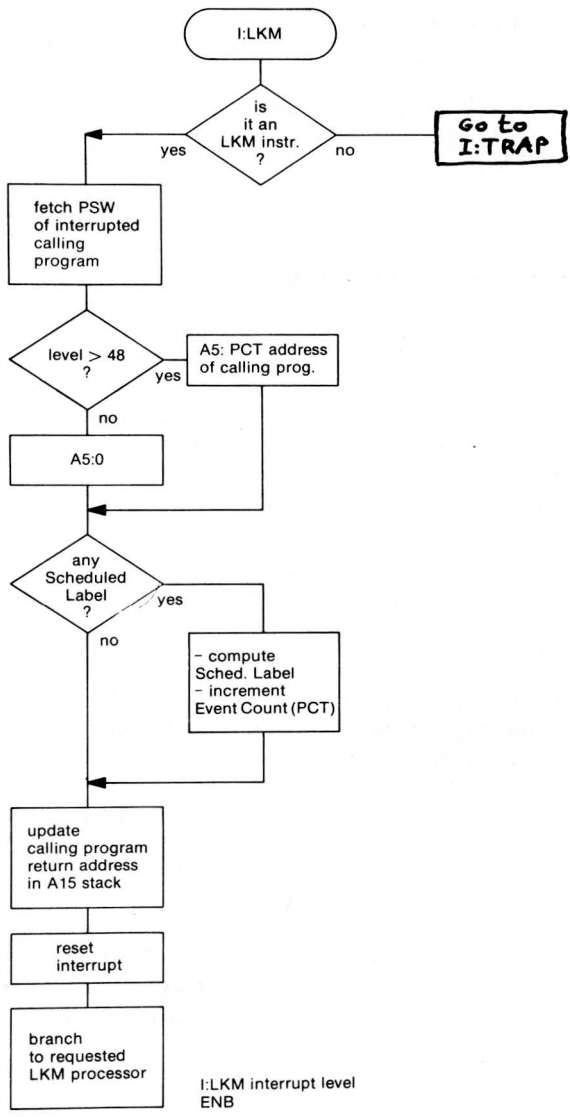 I:LKM
is
it an
LKM instr.
?
yes
no
Go to
I:TRAP
fetch PSW
of interrupted
calling
program
level > 48
?
yes
no
A5: PCT address
of calling prog.
A5:0
any
Scheduled
Label
?
yes
no
– compute
Sched. Label
– increment
Event Count (PCT)
update
calling program
return address
in A15 stack
reset
interrupt
branch
to requested
LKM processor
I:LKM interrupt level
ENB